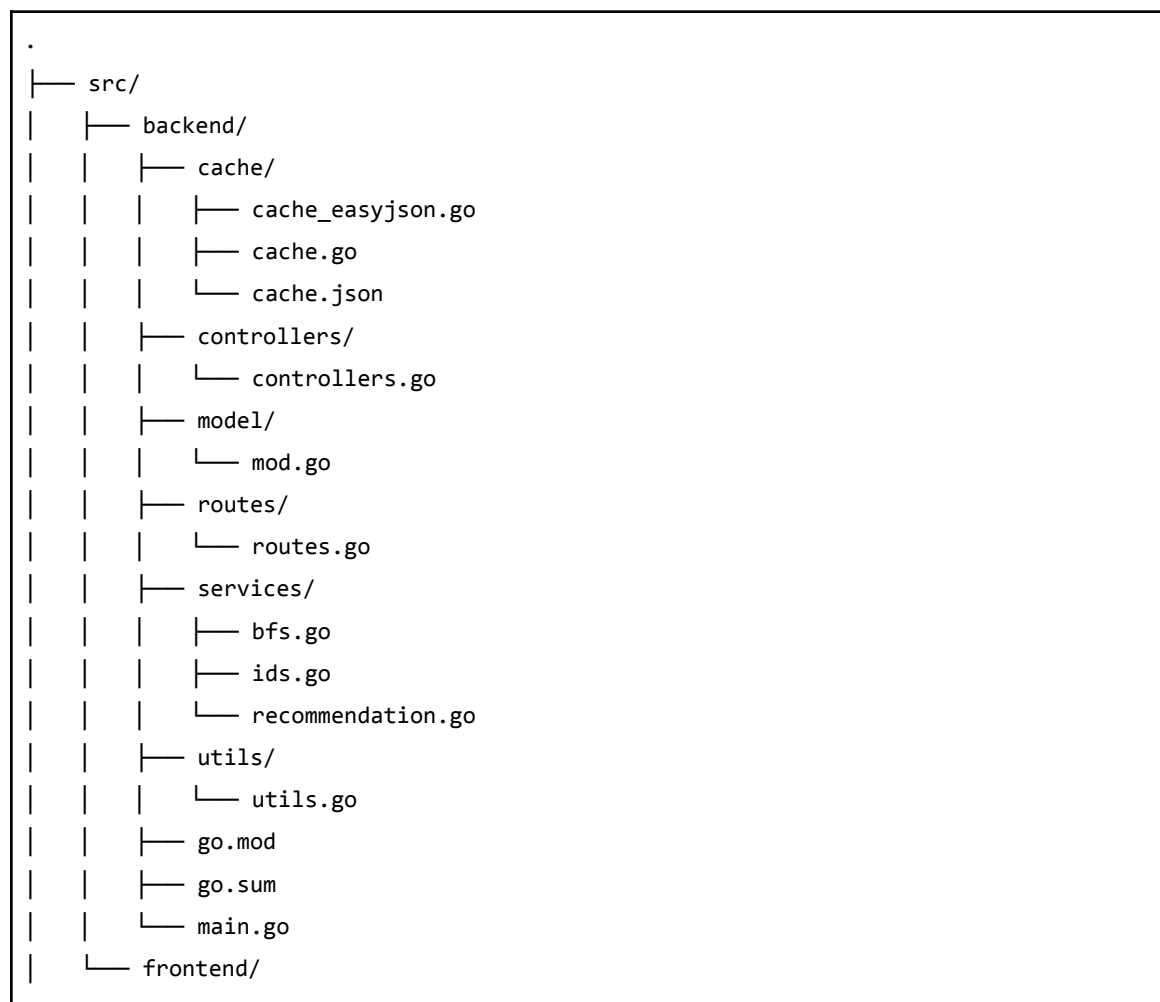 .
├── src/
│   ├── backend/
│   │   ├── cache/
│   │   │   ├── cache_easyjson.go
│   │   │   ├── cache.go
│   │   │   └── cache.json
│   │   ├── controllers/
│   │   │   └── controllers.go
│   │   ├── model/
│   │   │   └── mod.go
│   │   ├── routes/
│   │   │   └── routes.go
│   │   ├── services/
│   │   │   ├── bfs.go
│   │   │   ├── ids.go
│   │   │   └── recommendation.go
│   │   ├── utils/
│   │   │   └── utils.go
│   │   ├── go.mod
│   │   ├── go.sum
│   │   └── main.go
│   └── frontend/